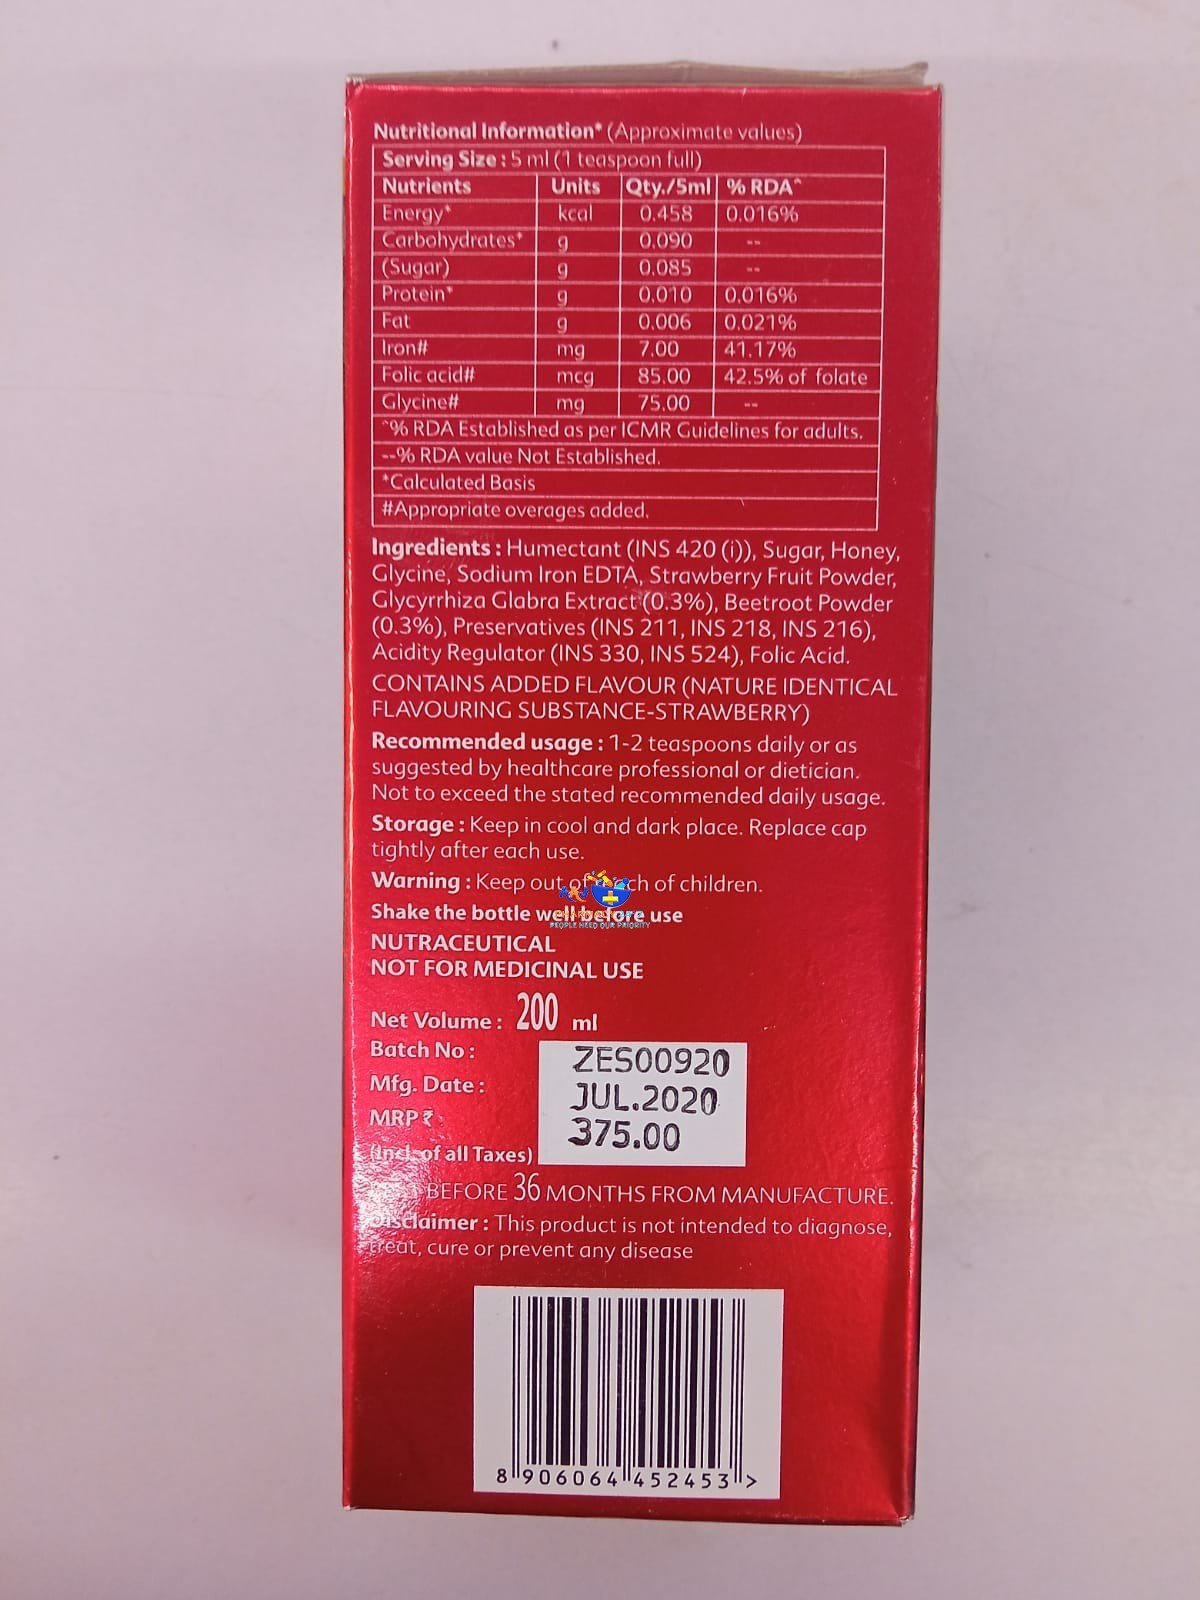 Nutritional Information* (Approximate values)
Serving Size : 5 ml (1 teaspoon full)
Nutrients Units Qty./5ml % RDA^
Energy* kcal 0.458 0.016%
Carbohydrates* g 0.090 --
(Sugar) g 0.085 --
Protein* g 0.010 0.016%
Fat g 0.006 0.021%
Iron# mg 7.00 41.17%
Folic acid# mcg 85.00 42.5% of folate
Glycine# mg 75.00 --
^% RDA Established as per ICMR Guidelines for adults.
--% RDA value Not Established.
*Calculated Basis
#Appropriate overages added.
Ingredients : Humectant (INS 420 (i)), Sugar, Honey,
Glycine, Sodium Iron EDTA, Strawberry Fruit Powder,
Glycyrrhiza Glabra Extract (0.3%), Beetroot Powder
(0.3%), Preservatives (INS 211, INS 218, INS 216),
Acidity Regulator (INS 330, INS 524), Folic Acid.
CONTAINS ADDED FLAVOUR (NATURE IDENTICAL
FLAVOURING SUBSTANCE-STRAWBERRY)
Recommended usage : 1-2 teaspoons daily or as
suggested by healthcare professional or dietician.
Not to exceed the stated recommended daily usage.
Storage : Keep in cool and dark place. Replace cap
tightly after each use.
Warning : Keep out of reach of children.
Shake the bottle well before use
PEOPLE NEED OUR PRIORITY
NUTRACEUTICAL
NOT FOR MEDICINAL USE
Net Volume : 200 ml
Batch No : ZES00920
Mfg. Date : JUL.2020
MRP ₹ 375.00
(Incl. of all Taxes)
BEFORE 36 MONTHS FROM MANUFACTURE.
Disclaimer : This product is not intended to diagnose,
treat, cure or prevent any disease
8 906064 452453 >